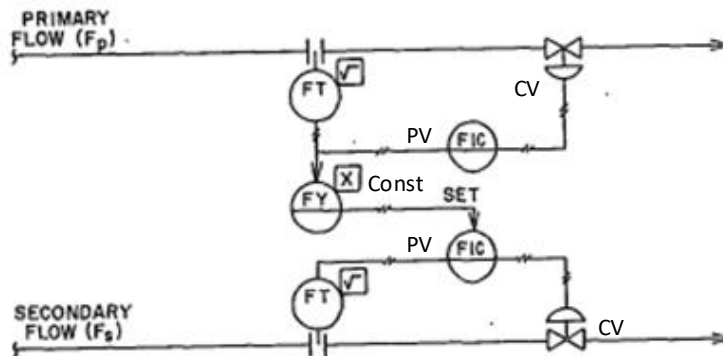 PRIMARY
FLOW (Fp)
√
FT
CV
PV
FIC
X
Const
FY
SET
PV
FIC
√
FT
SECONDARY
FLOW (Fs)
CV